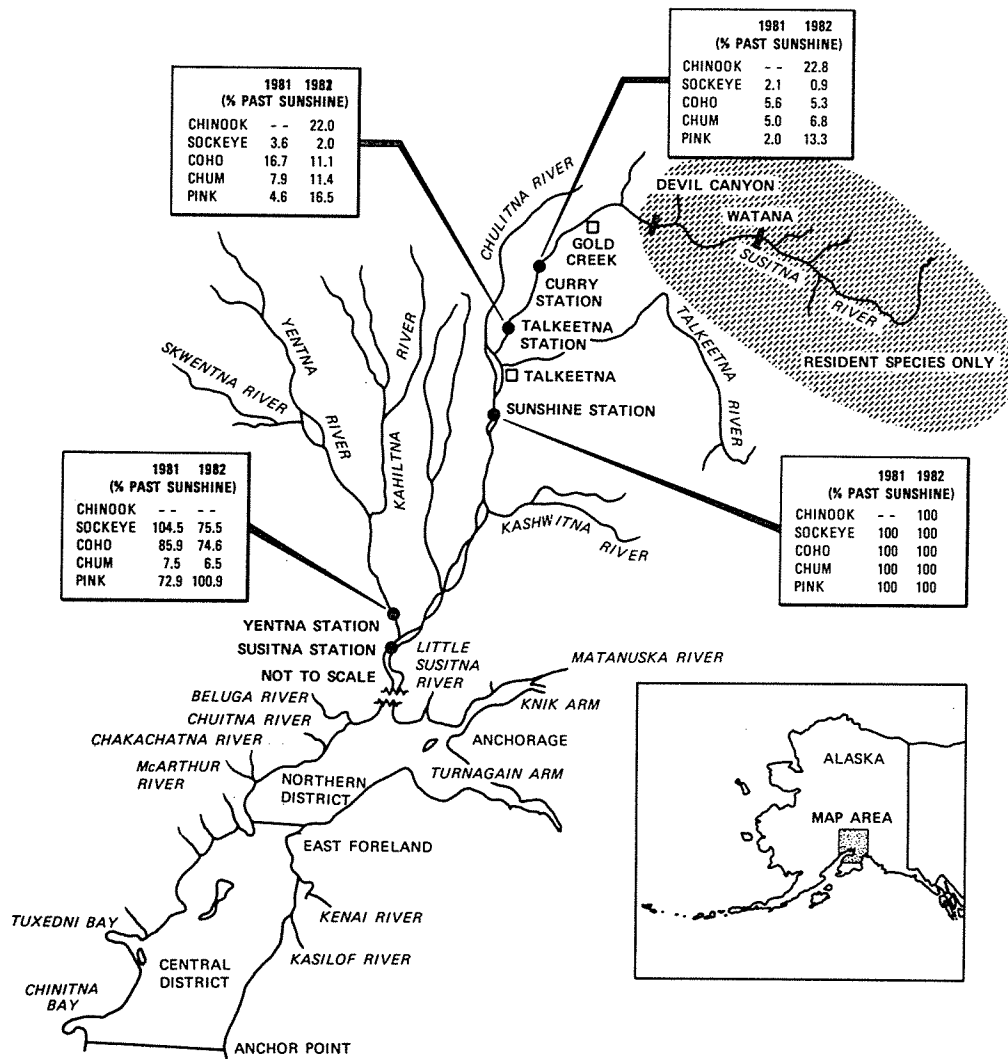 1981 1982
(% PAST SUNSHINE)
CHINOOK -- 22.8
SOCKEYE 2.1 0.9
COHO 5.6 5.3
CHUM 5.0 6.8
PINK 2.0 13.3
1981 1982
(% PAST SUNSHINE)
CHINOOK -- 22.0
SOCKEYE 3.6 2.0
COHO 16.7 11.1
CHUM 7.9 11.4
PINK 4.6 16.5
CHULITNA RIVER
DEVIL CANYON
WATANA
SUSITNA
RIVER
GOLD
CREEK
CURRY
STATION
TALKEETNA
STATION
TALKEETNA
RIVER
RESIDENT SPECIES ONLY
TALKEETNA
SUNSHINE STATION
YENTNA
RIVER
SKWENTNA RIVER
KAHILTNA
RIVER
KASHWITNA
RIVER
1981 1982
(% PAST SUNSHINE)
CHINOOK -- --
SOCKEYE 104.5 75.5
COHO 85.9 74.6
CHUM 7.5 6.5
PINK 72.9 100.9
1981 1982
(% PAST SUNSHINE)
CHINOOK -- 100
SOCKEYE 100 100
COHO 100 100
CHUM 100 100
PINK 100 100
YENTNA STATION
SUSITNA STATION
NOT TO SCALE
LITTLE
SUSITNA
RIVER
MATANUSKA RIVER
KNIK ARM
BELUGA RIVER
CHUITNA RIVER
CHAKACHATNA RIVER
McARTHUR
RIVER
ANCHORAGE
TURNAGAIN ARM
NORTHERN
DISTRICT
EAST FORELAND
KENAI RIVER
KASILOF RIVER
TUXEDNI BAY
CENTRAL
DISTRICT
CHINITNA
BAY
ANCHOR POINT
ALASKA
MAP AREA